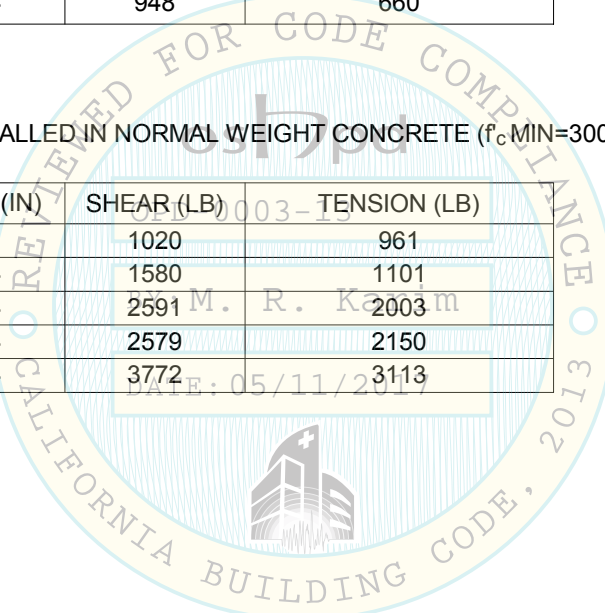 948 660
ALLED IN NORMAL WEIGHT CONCRETE (f'c MIN=300
(IN) SHEAR (LB) TENSION (LB)
1020 961
1580 1101
2591 2003
2579 2150
3772 3113
REVIEWED FOR CODE COMPLIANCE
oshpd
OPD-0003-13
BY: M. R. Karim
DATE: 05/11/2017
CALIFORNIA BUILDING CODE, 2013